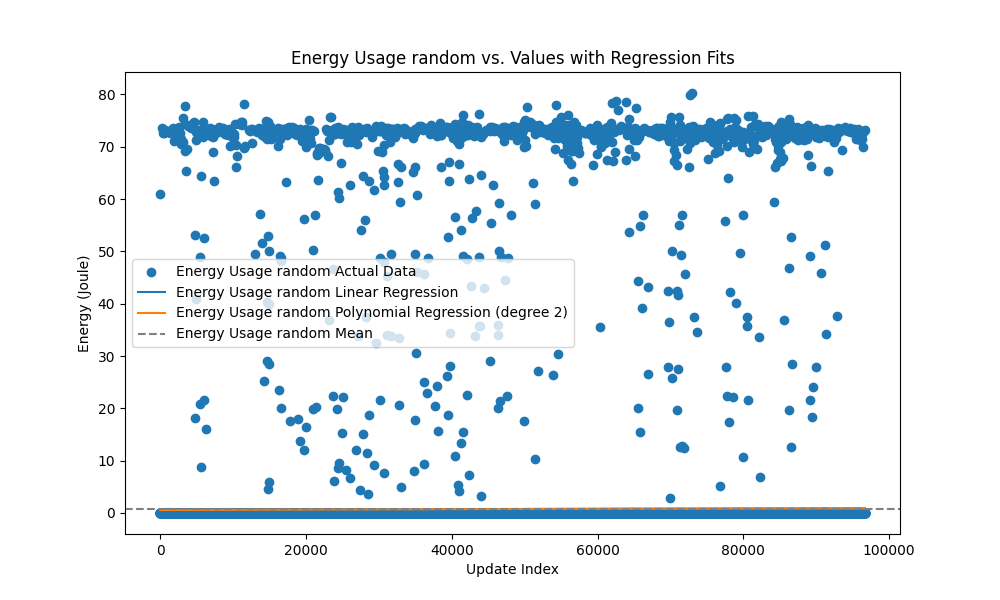 Energy Usage random vs. Values with Regression Fits
80
70
60
50
40
30
20
10
0
Energy (Joule)
Energy Usage random Actual Data
Energy Usage random Linear Regression
Energy Usage random Polynomial Regression (degree 2)
Energy Usage random Mean
0 20000 40000 60000 80000 100000
Update Index